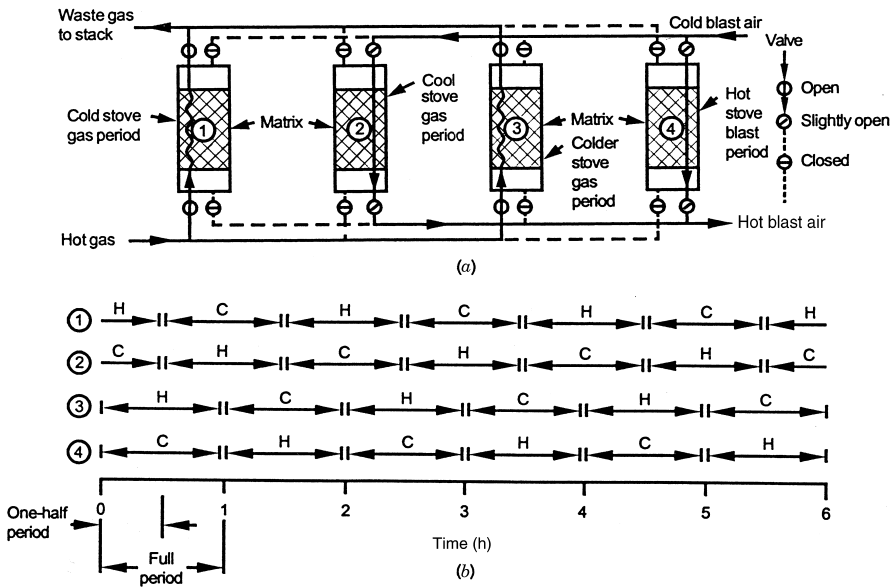 Waste gas
to stack
Cold blast air
Valve
Open
Slightly open
Closed
Cold stove
gas period
1
Matrix
2
Cool
stove
gas
period
3
Matrix
Colder
stove
gas
period
4
Hot
stove
blast
period
Hot gas
Hot blast air
(a)
1 H C H C H C H
2 C H C H C H C
3 H C H C H C
4 C H C H C H
0 1 2 3 4 5 6
One-half
period
Full
period
Time (h)
(b)